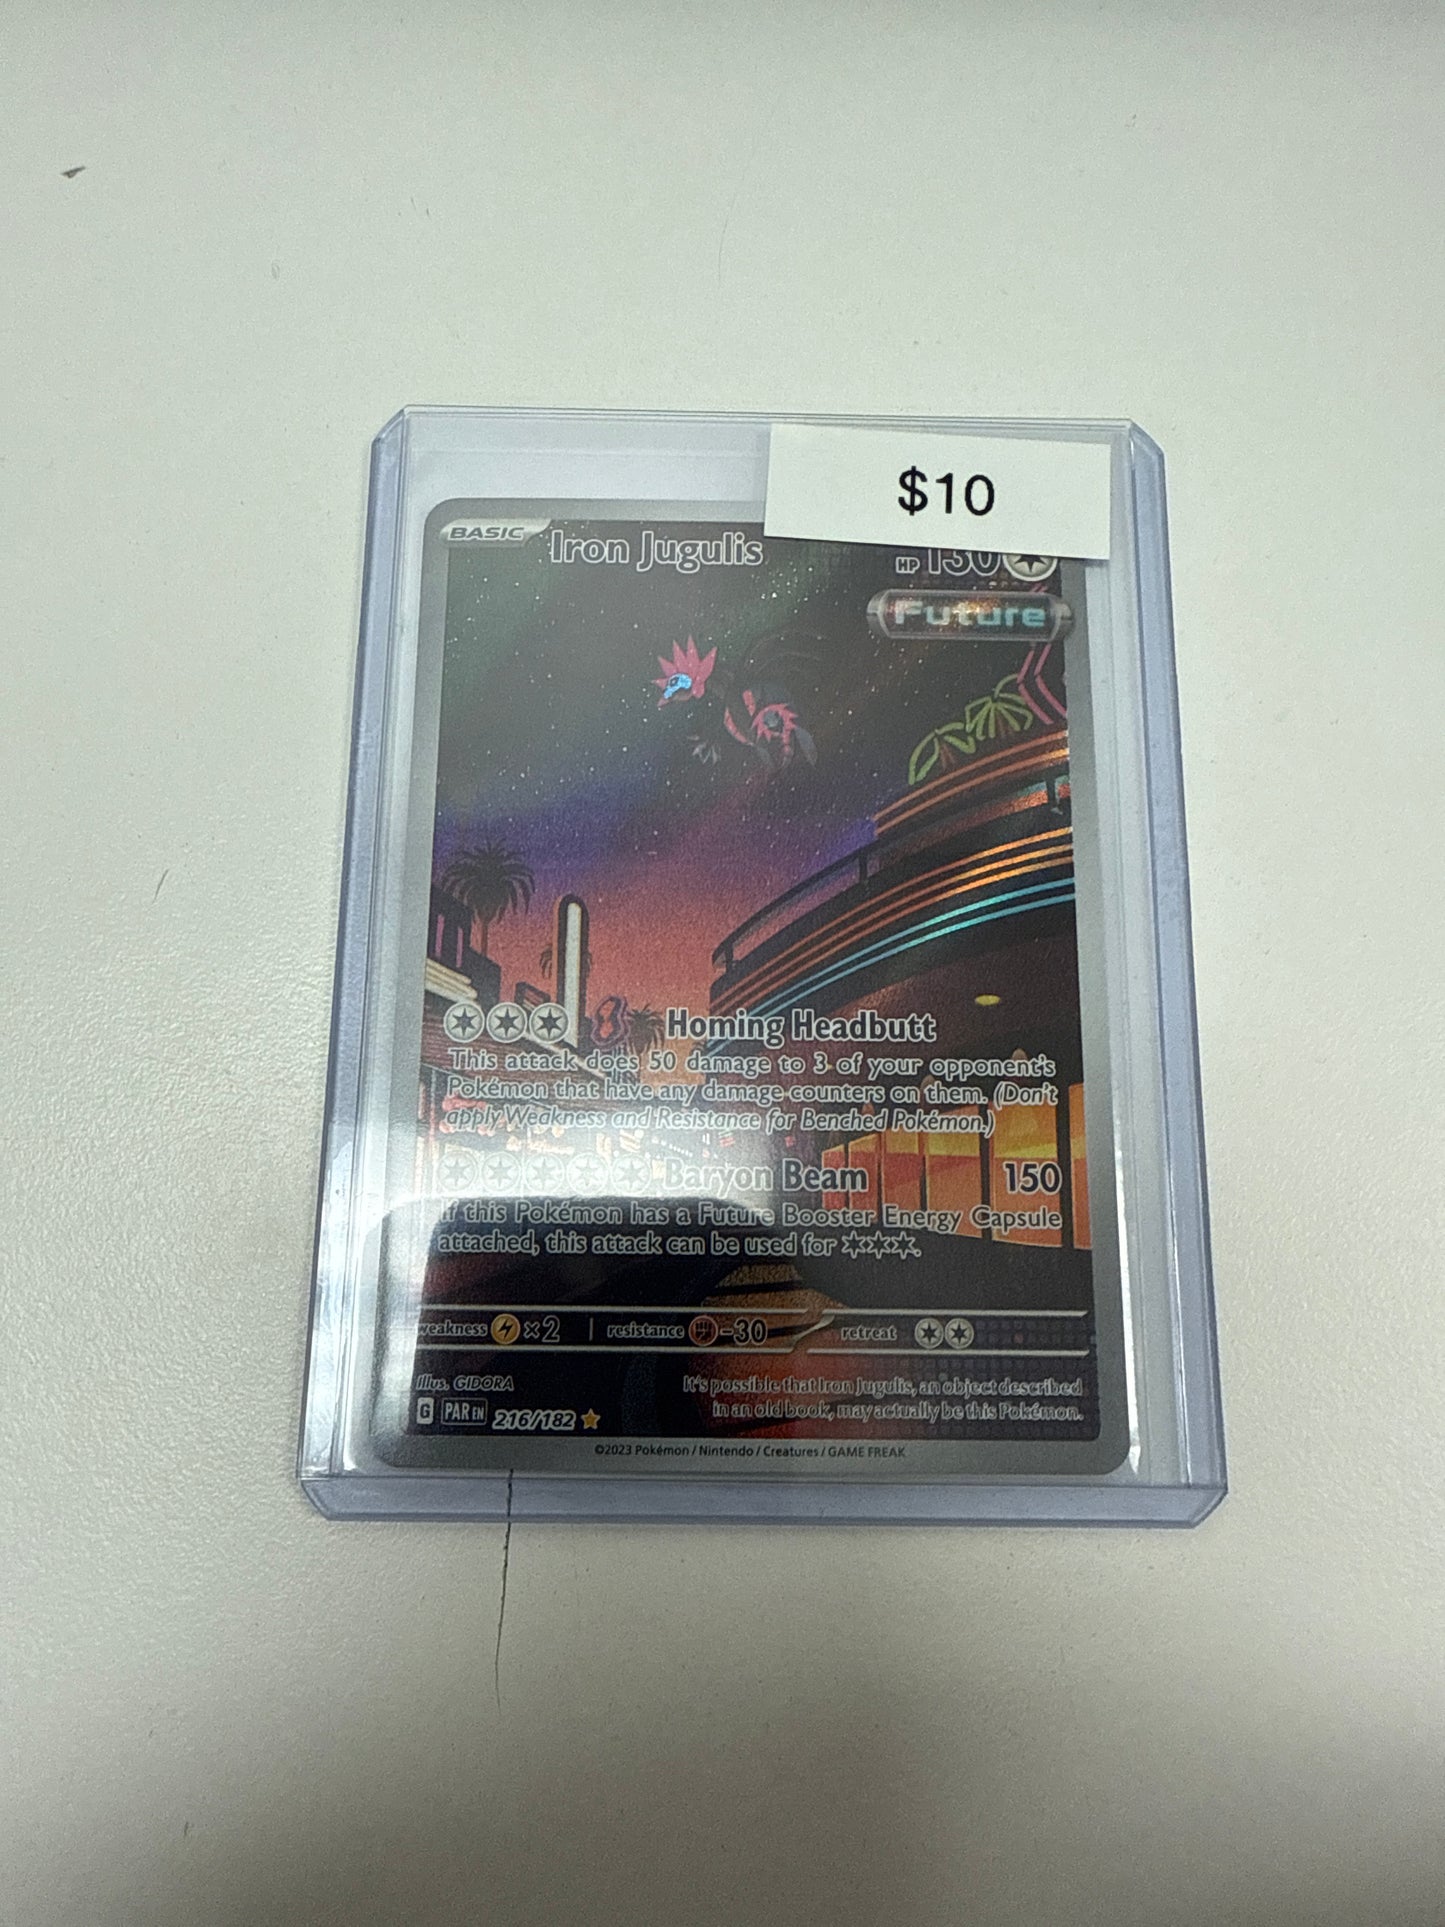 $10
BASIC Iron Jugulis HP 130
Future
Homing Headbutt
This attack does 50 damage to 3 of your opponent's
Pokémon that have any damage counters on them. (Don't
apply Weakness and Resistance for Benched Pokémon.)
Baryon Beam 150
If this Pokémon has a Future Booster Energy Capsule
attached, this attack can be used for
weakness ×2 resistance -30 retreat
Illus. GIDORA
It's possible that Iron Jugulis, an object described
in an old book, may actually be this Pokémon.
G PAR EN 216/182
©2023 Pokémon / Nintendo / Creatures / GAME FREAK